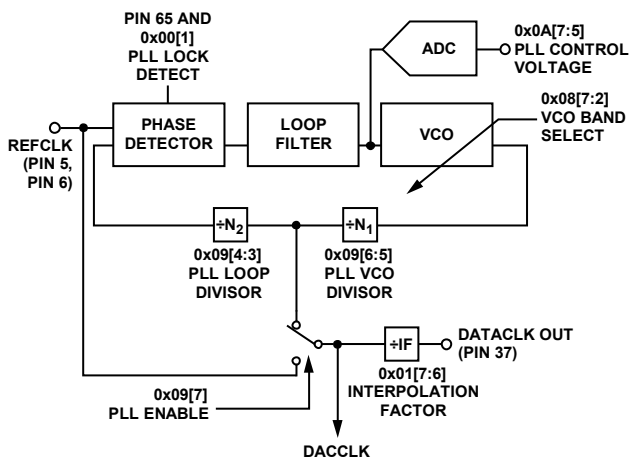 PIN 65 AND
0x00[1]
PLL LOCK
DETECT
ADC
0x0A[7:5]
PLL CONTROL
VOLTAGE
0x08[7:2]
VCO BAND
SELECT
REFCLK
(PIN 5,
PIN 6)
PHASE
DETECTOR
LOOP
FILTER
VCO
÷N2
0x09[4:3]
PLL LOOP
DIVISOR
÷N1
0x09[6:5]
PLL VCO
DIVISOR
÷IF
DATACLK OUT
(PIN 37)
0x01[7:6]
INTERPOLATION
FACTOR
0x09[7]
PLL ENABLE
DACCLK